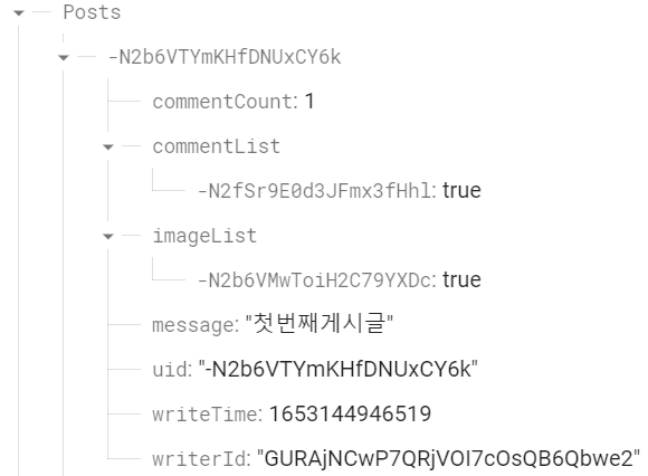 Posts
-N2b6VTYmKHfDNUxCY6k
commentCount: 1
commentList
-N2fSr9E0d3JFmx3fHhl: true
imageList
-N2b6VMwToiH2C79YXDc: true
message: "첫번째게시글"
uid: "-N2b6VTYmKHfDNUxCY6k"
writeTime: 1653144946519
writerId: "GURAjNCwP7QRjVOI7cOsQB6Qbwe2"